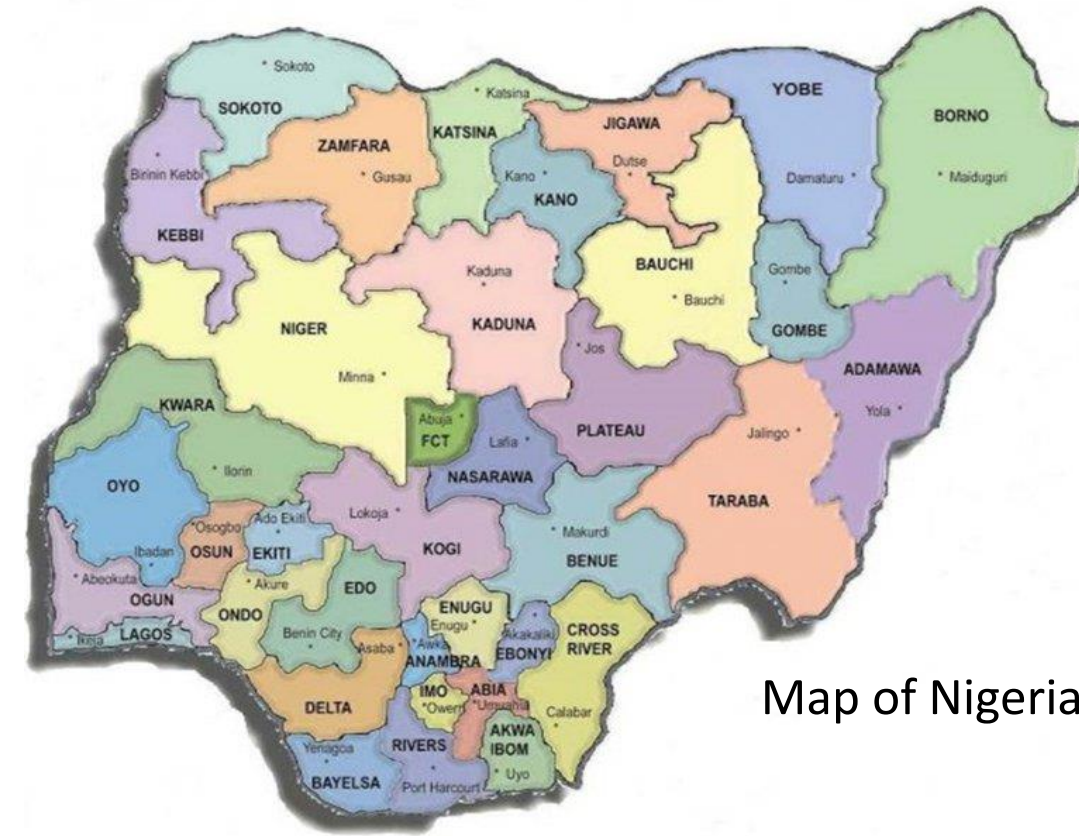 Sokoto
SOKOTO
Katsina
KATSINA
YOBE
BORNO
JIGAWA
ZAMFARA
Gusau
Birinin Kebbi
KEBBI
Dutse
Kano
KANO
Damaturu
Maiduguri
Kaduna
KADUNA
BAUCHI
Bauchi
Gombe
GOMBE
NIGER
Minna
Jos
PLATEAU
ADAMAWA
Yola
KWARA
Ilorin
Abuja
FCT
Lafia
NASARAWA
Jalingo
TARABA
OYO
Ibadan
Osogbo
OSUN
Ado Ekiti
EKITI
Lokoja
KOGI
Makurdi
BENUE
Abeokuta
OGUN
Akure
ONDO
EDO
Benin City
Ikeja
LAGOS
ENUGU
Enugu
Akakaliki
EBONYI
CROSS
RIVER
Asaba
Awka
ANAMBRA
DELTA
IMO
Owerri
ABIA
Umuahia
Calabar
Map of Nigeria
Yenagoa
BAYELSA
RIVERS
Port Harcourt
AKWA
IBOM
Uyo